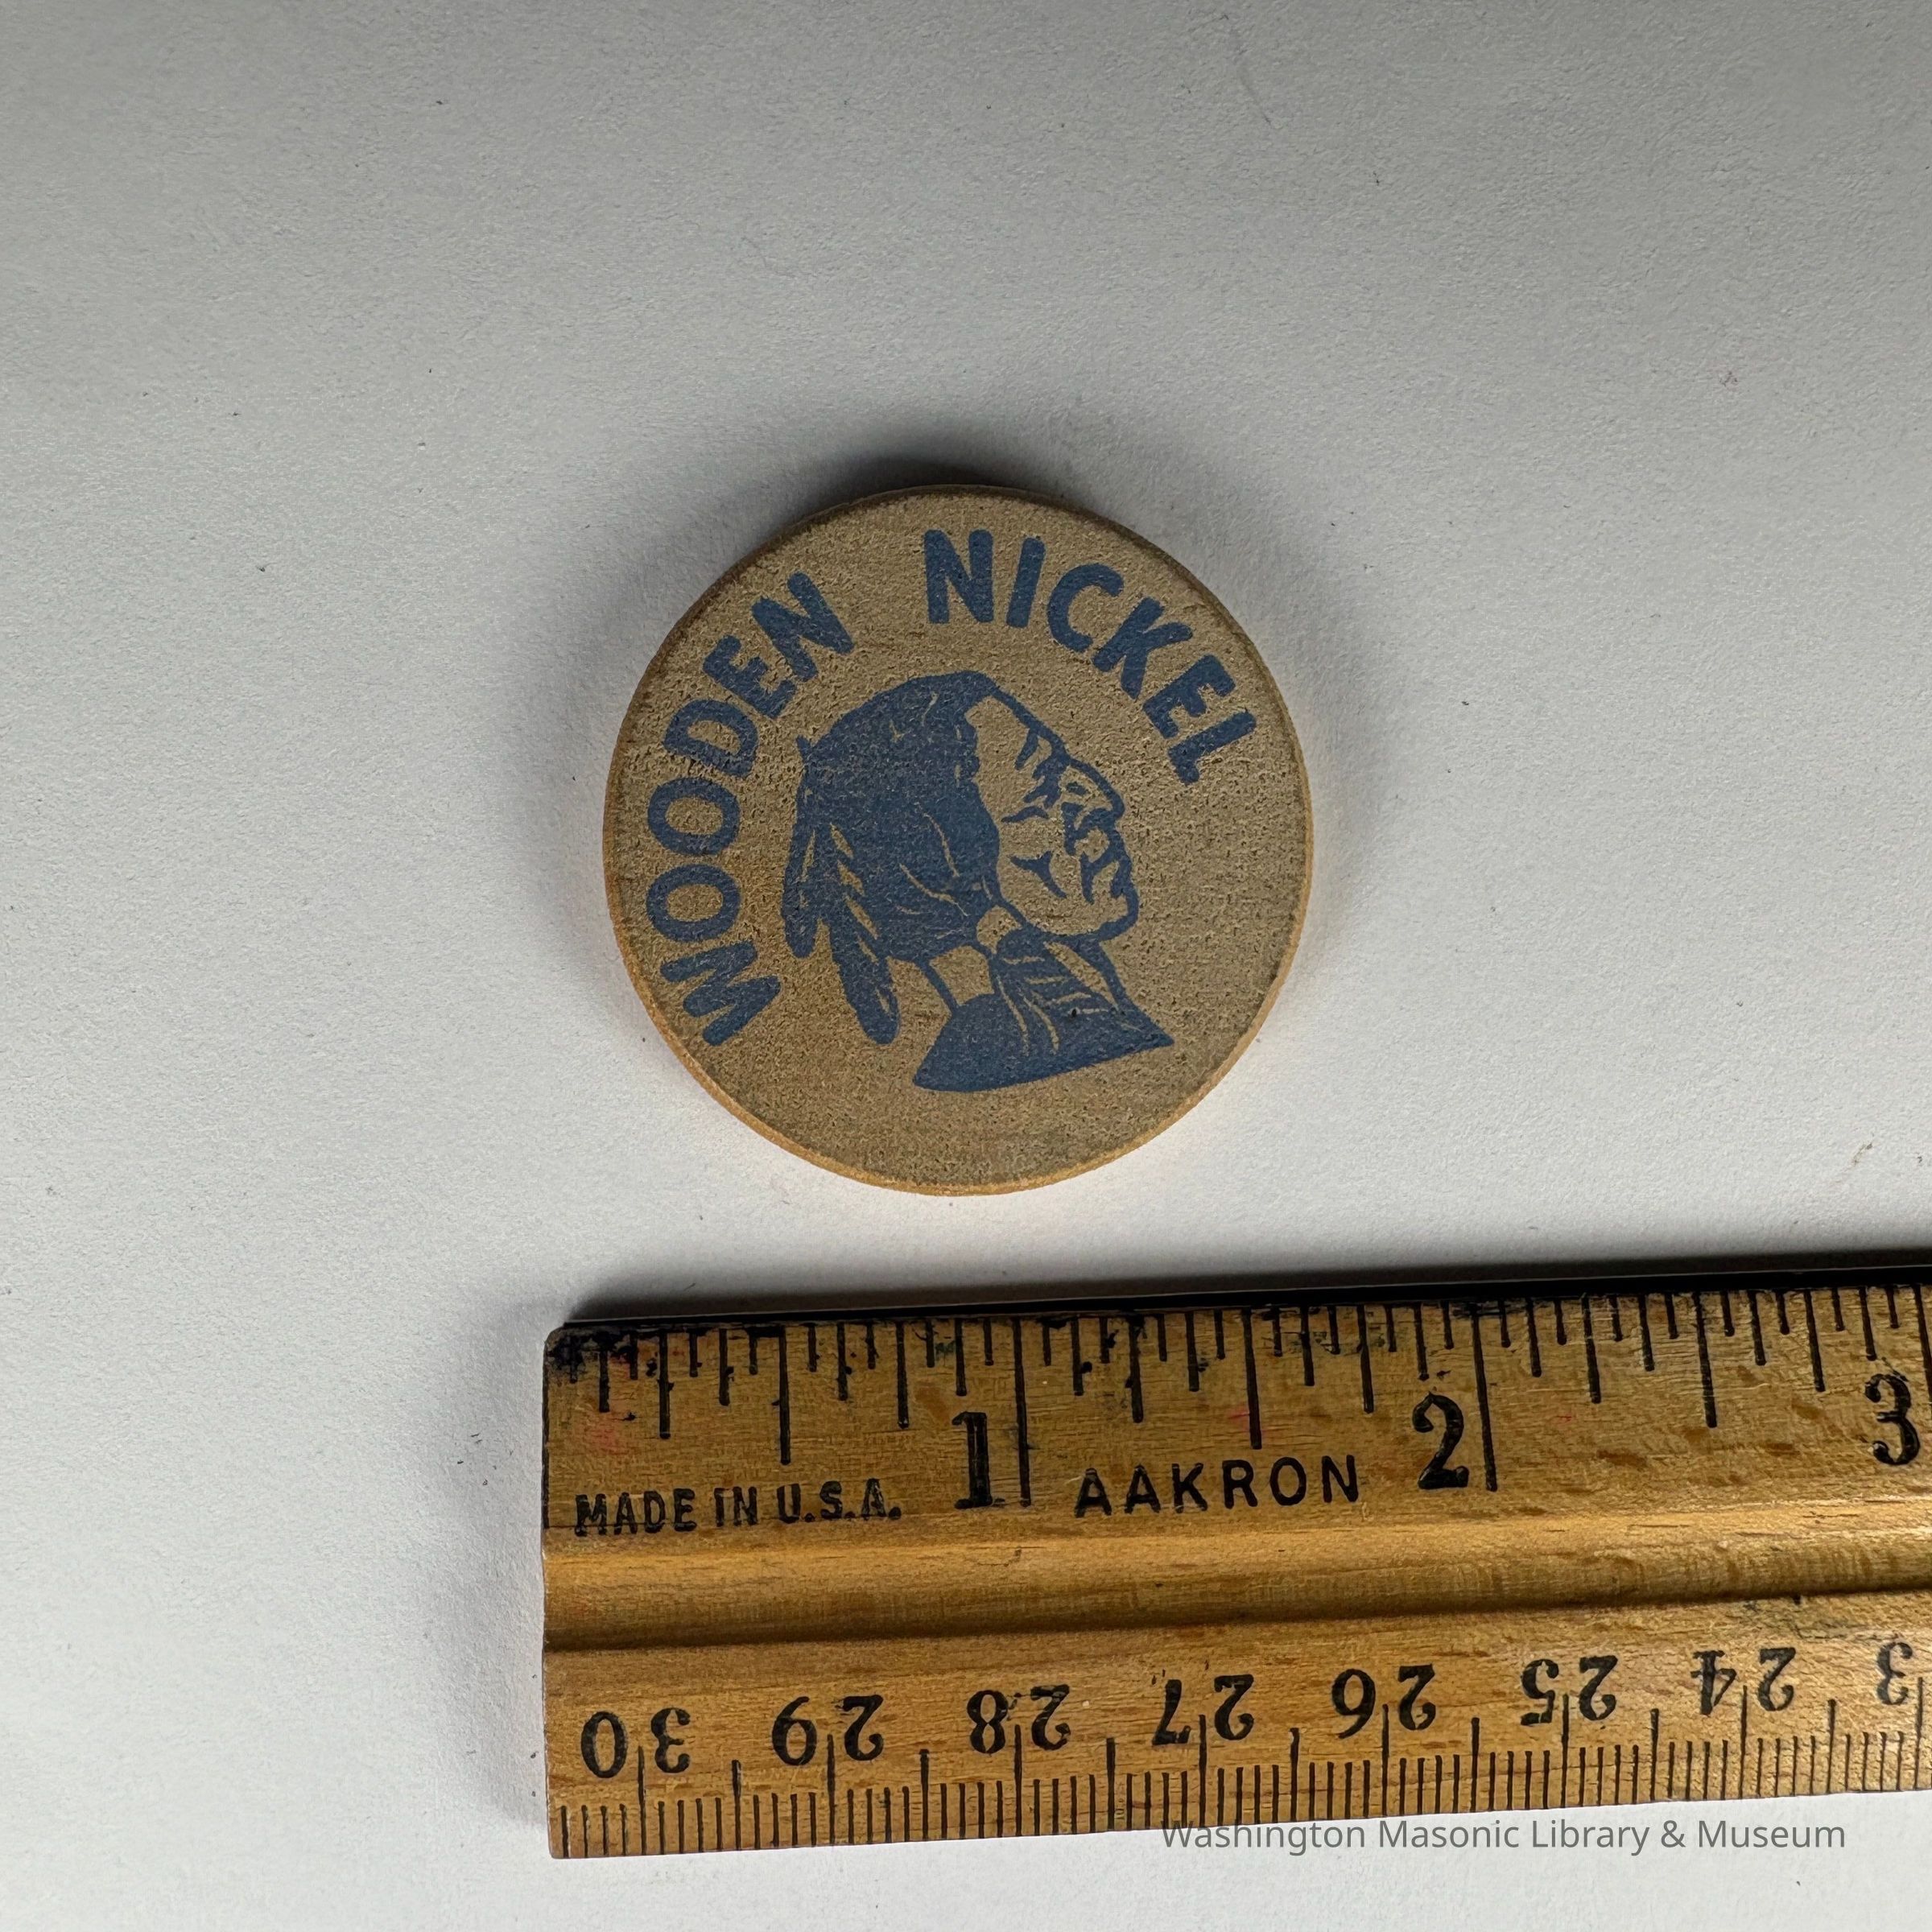 WOODEN NICKEL
1 2 3
MADE IN U.S.A. AAKRON
30 29 28 27 26 25 24
Washington Masonic Library & Museum